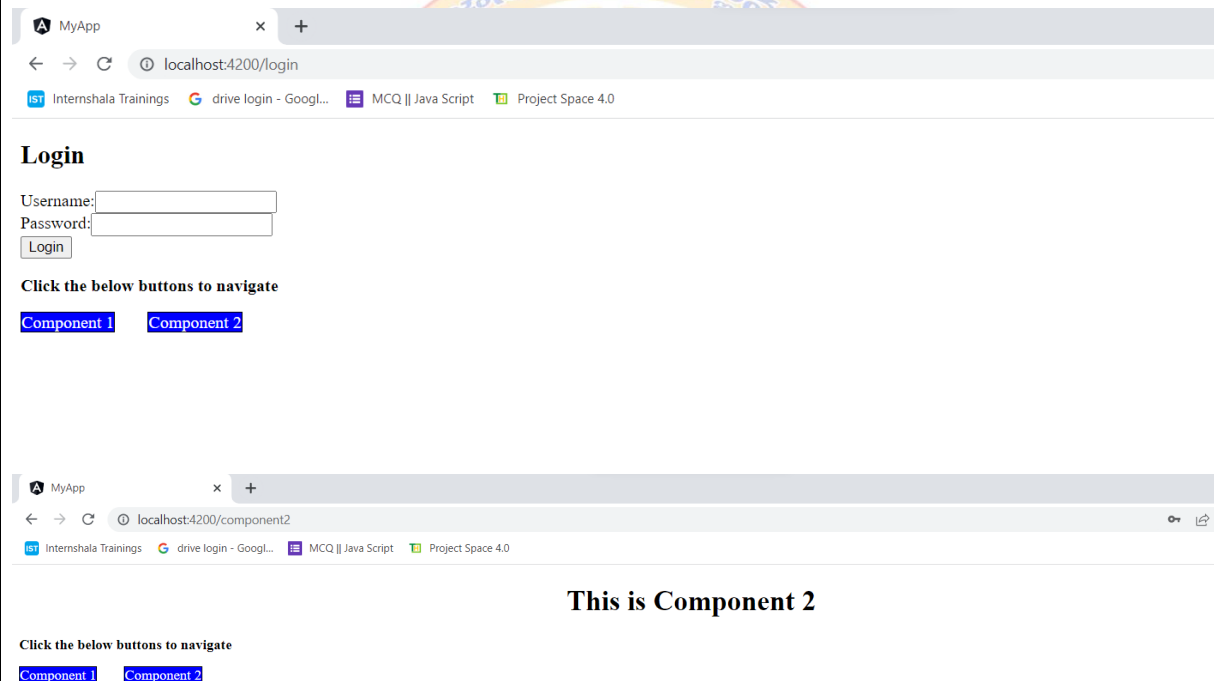 MyApp
localhost:4200/login
Internshala Trainings drive login - Googl... MCQ || Java Script Project Space 4.0
Login
Username:
Password:
Login
Click the below buttons to navigate
Component 1 Component 2
MyApp
localhost:4200/component2
Internshala Trainings drive login - Googl... MCQ || Java Script Project Space 4.0
This is Component 2
Click the below buttons to navigate
Component 1 Component 2